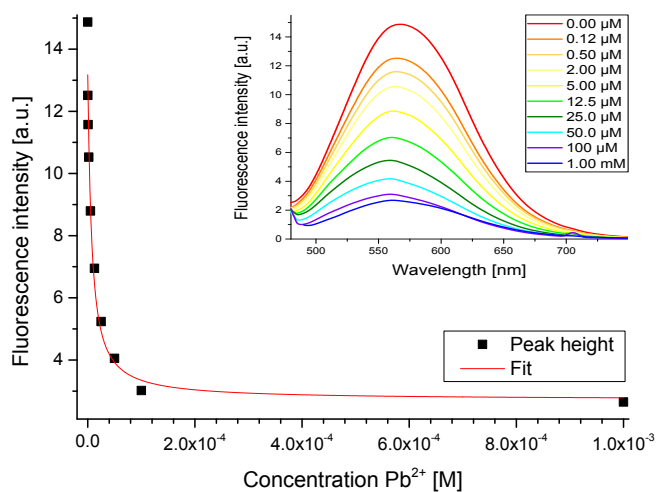 Fluorescence intensity [a.u.]
14
12
10
8
6
4
0.0
2.0x10⁻⁴
4.0x10⁻⁴
6.0x10⁻⁴
8.0x10⁻⁴
1.0x10⁻³
Concentration Pb²⁺ [M]
Peak height
Fit
Fluorescence intensity [a.u.]
14
12
10
8
6
4
2
0
500
550
600
650
700
Wavelength [nm]
0.00 µM
0.12 µM
0.50 µM
2.00 µM
5.00 µM
12.5 µM
25.0 µM
50.0 µM
100 µM
1.00 mM